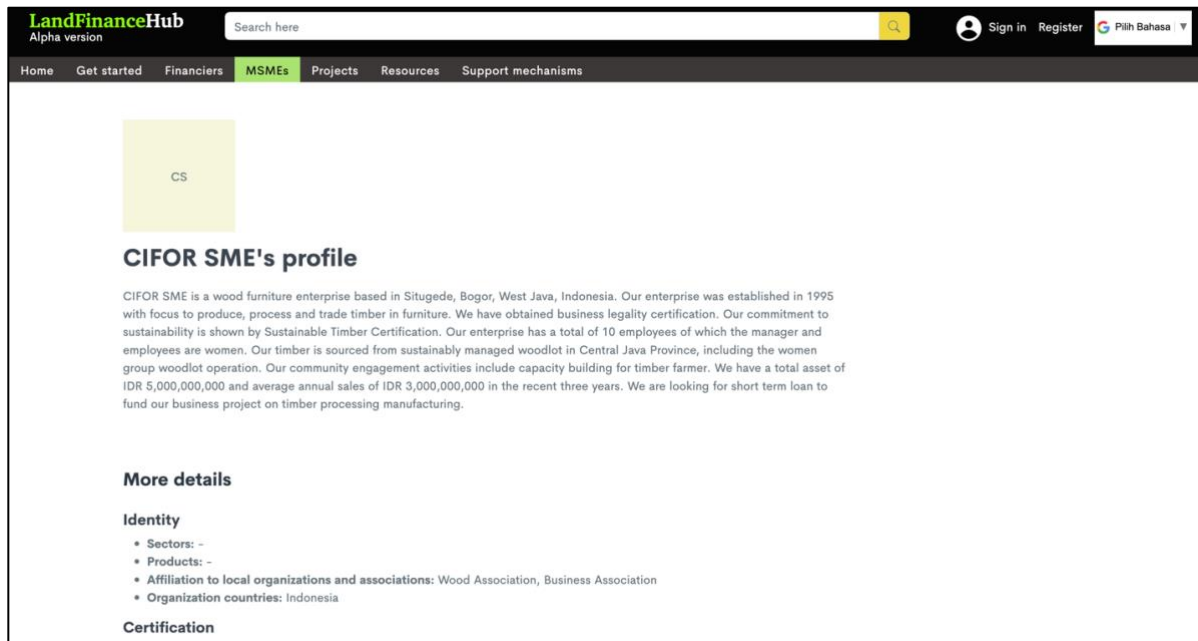 LandFinanceHub
Alpha version
Search here
Sign in Register
Pilih Bahasa ▼
Home Get started Financiers MSMEs Projects Resources Support mechanisms
CS
CIFOR SME's profile
CIFOR SME is a wood furniture enterprise based in Situgede, Bogor, West Java, Indonesia. Our enterprise was established in 1995
with focus to produce, process and trade timber in furniture. We have obtained business legality certification. Our commitment to
sustainability is shown by Sustainable Timber Certification. Our enterprise has a total of 10 employees of which the manager and
employees are women. Our timber is sourced from sustainably managed woodlot in Central Java Province, including the women
group woodlot operation. Our community engagement activities include capacity building for timber farmer. We have a total asset of
IDR 5,000,000,000 and average annual sales of IDR 3,000,000,000 in the recent three years. We are looking for short term loan to
fund our business project on timber processing manufacturing.
More details
Identity
• Sectors: -
• Products: -
• Affiliation to local organizations and associations: Wood Association, Business Association
• Organization countries: Indonesia
Certification